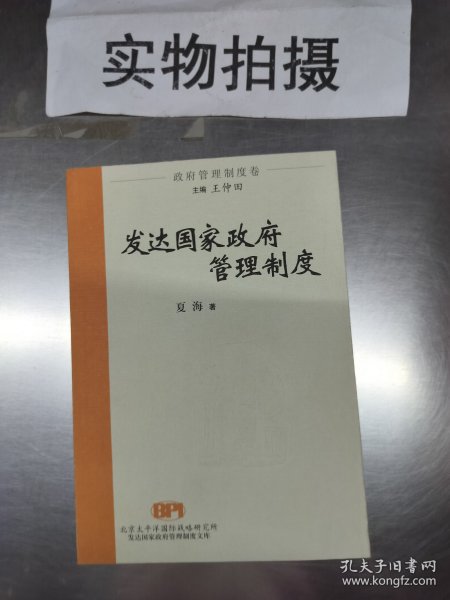 实物拍摄
政府管理制度卷
主编 王仲田
发达国家政府
管理制度
夏海 著
BPI
北京太平洋国际战略研究所
发达国家政府管理制度文库
孔夫子旧书网
www.kongfz.com